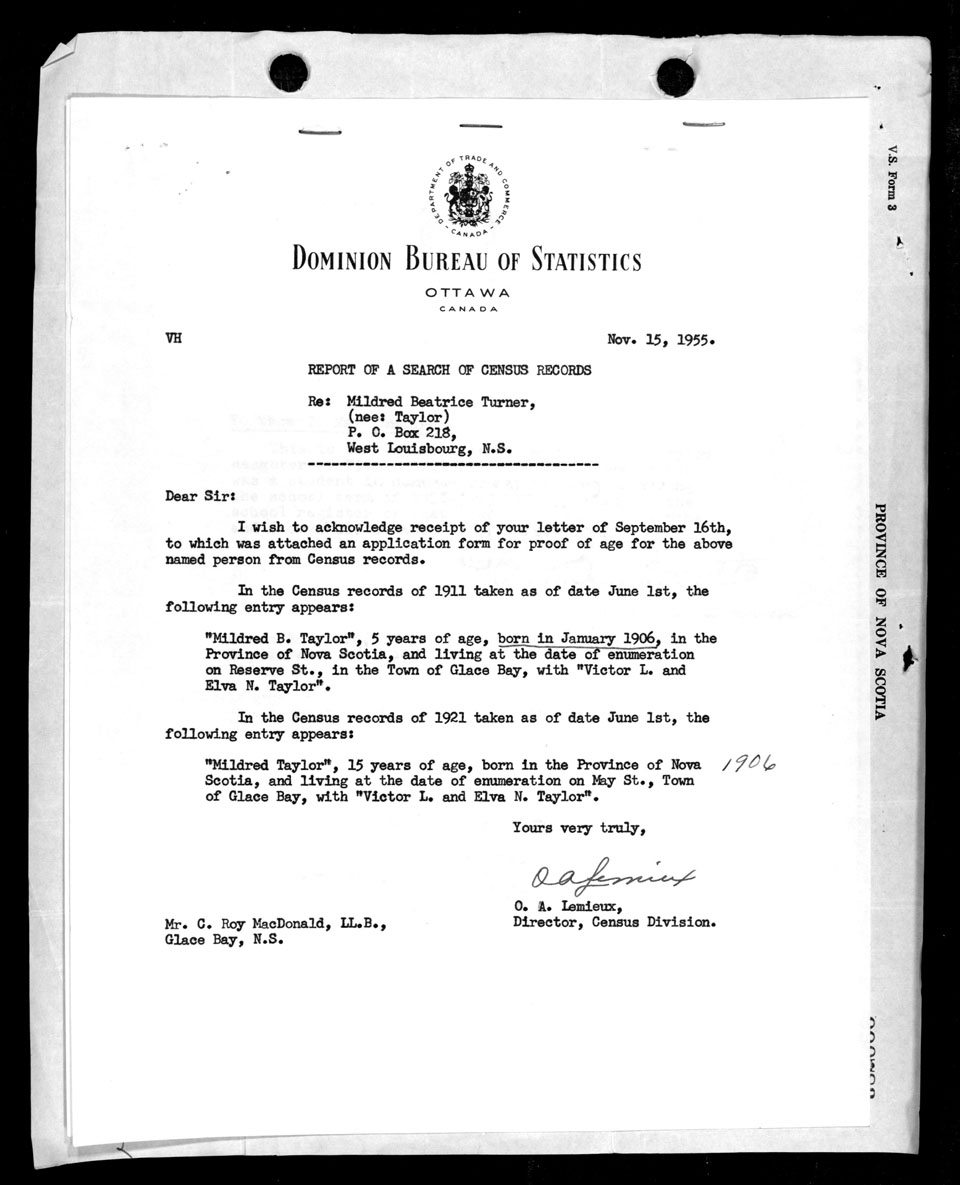 DEPARTMENT OF TRADE AND COMMERCE
- CANADA -
DOMINION BUREAU OF STATISTICS
OTTAWA
CANADA
VH
Nov. 15, 1955.
REPORT OF A SEARCH OF CENSUS RECORDS
Re: Mildred Beatrice Turner,
(nee: Taylor)
P. O. Box 218,
West Louisbourg, N.S.
-------------------------------------
Dear Sir:
I wish to acknowledge receipt of your letter of September 16th,
to which was attached an application form for proof of age for the above
named person from Census records.
In the Census records of 1911 taken as of date June 1st, the
following entry appears:
"Mildred B. Taylor", 5 years of age, born in January 1906, in the
Province of Nova Scotia, and living at the date of enumeration
on Reserve St., in the Town of Glace Bay, with "Victor L. and
Elva N. Taylor".
In the Census records of 1921 taken as of date June 1st, the
following entry appears:
"Mildred Taylor", 15 years of age, born in the Province of Nova 1906
Scotia, and living at the date of enumeration on May St., Town
of Glace Bay, with "Victor L. and Elva N. Taylor".
Yours very truly,
O A Lemieux
O. A. Lemieux,
Director, Census Division.
Mr. C. Roy MacDonald, LL.B.,
Glace Bay, N.S.
V.S. Form 3
PROVINCE OF NOVA SCOTIA